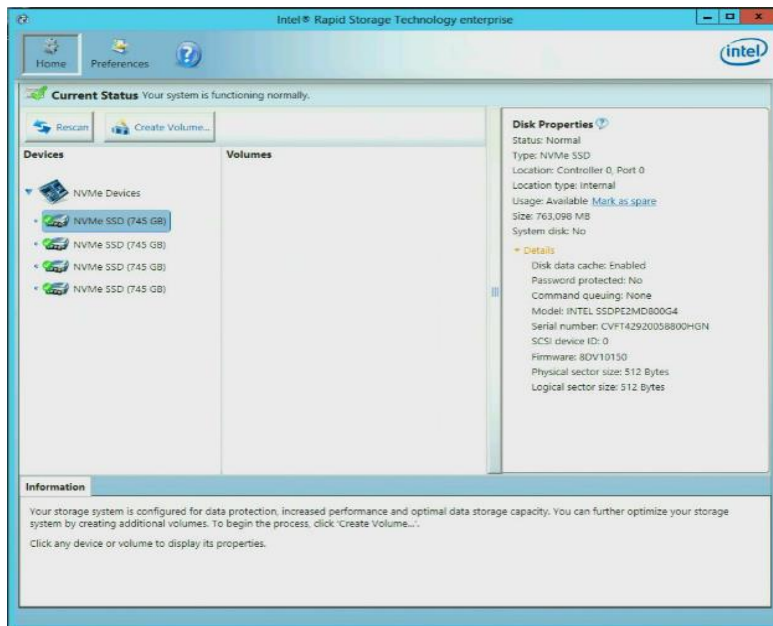 Intel® Rapid Storage Technology enterprise
Home
Preferences
intel
Current Status Your system is functioning normally.
Rescan
Create Volume...
Devices
NVMe Devices
NVMe SSD (745 GB)
NVMe SSD (745 GB)
NVMe SSD (745 GB)
NVMe SSD (745 GB)
Volumes
Disk Properties
Status: Normal
Type: NVMe SSD
Location: Controller 0, Port 0
Location type: Internal
Usage: Available Mark as spare
Size: 763,098 MB
System disk: No
Details
Disk data cache: Enabled
Password protected: No
Command queuing: None
Model: INTEL SSDPE2MD800G4
Serial number: CVFT42920058800HGN
SCSI device ID: 0
Firmware: 8DV10150
Physical sector size: 512 Bytes
Logical sector size: 512 Bytes
Information
Your storage system is configured for data protection, increased performance and optimal data storage capacity. You can further optimize your storage
system by creating additional volumes. To begin the process, click 'Create Volume...'.
Click any device or volume to display its properties.